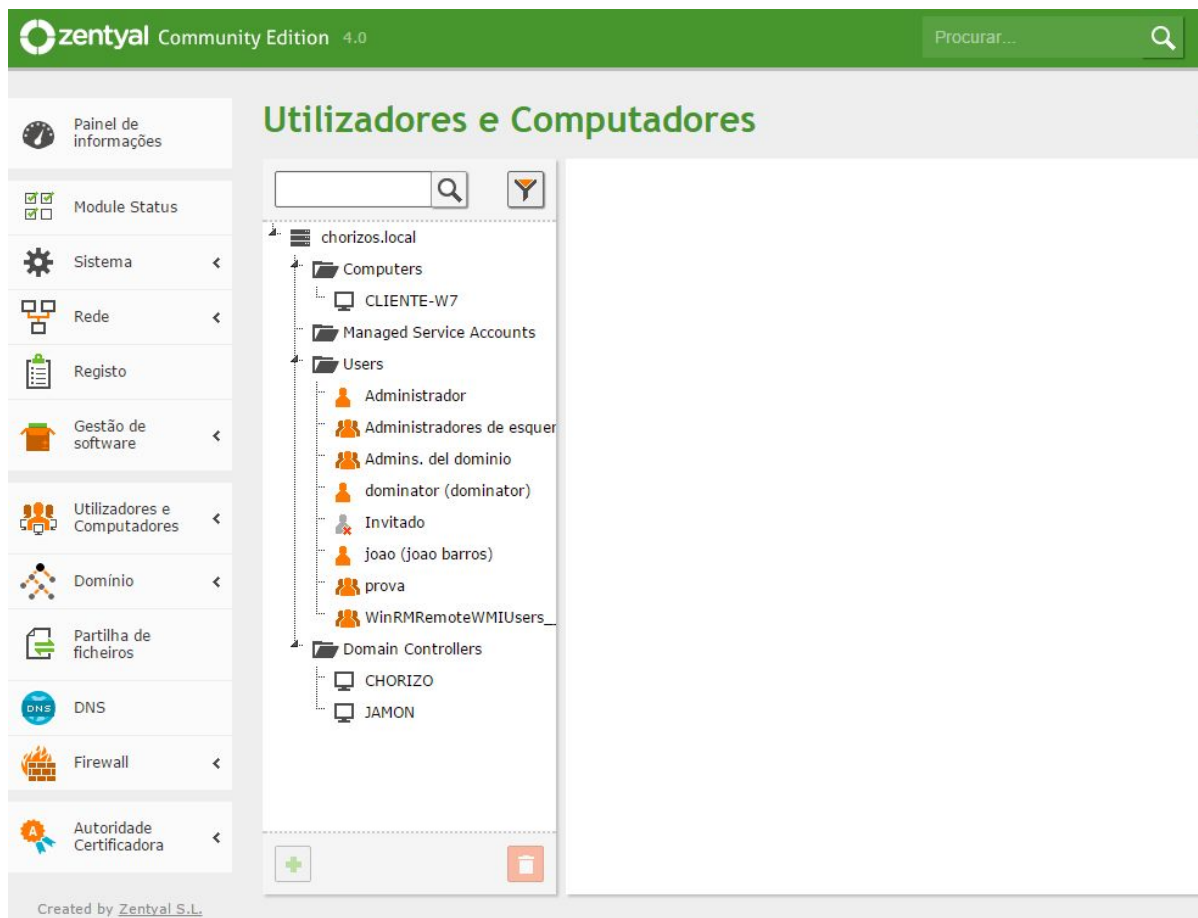 zentyal Community Edition 4.0
Procurar...
Painel de
informações
Module Status
Sistema
Rede
Registo
Gestão de
software
Utilizadores e
Computadores
Domínio
Partilha de
ficheiros
DNS
DNS
Firewall
A
Autoridade
Certificadora
Created by Zentyal S.L.
Utilizadores e Computadores
chorizos.local
Computers
CLIENTE-W7
Managed Service Accounts
Users
Administrador
Administradores de esquer
Admins. del dominio
dominator (dominator)
Invitado
joao (joao barros)
prova
WinRMRemoteWMIUsers__
Domain Controllers
CHORIZO
JAMON